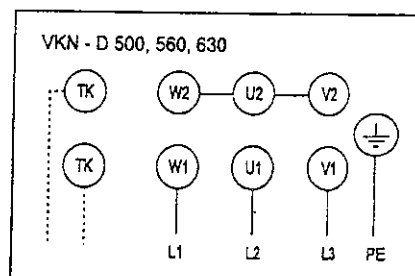 VKN - D 500, 560, 630
TK W2 U2 V2
TK W1 U1 V1
L1 L2 L3 PE